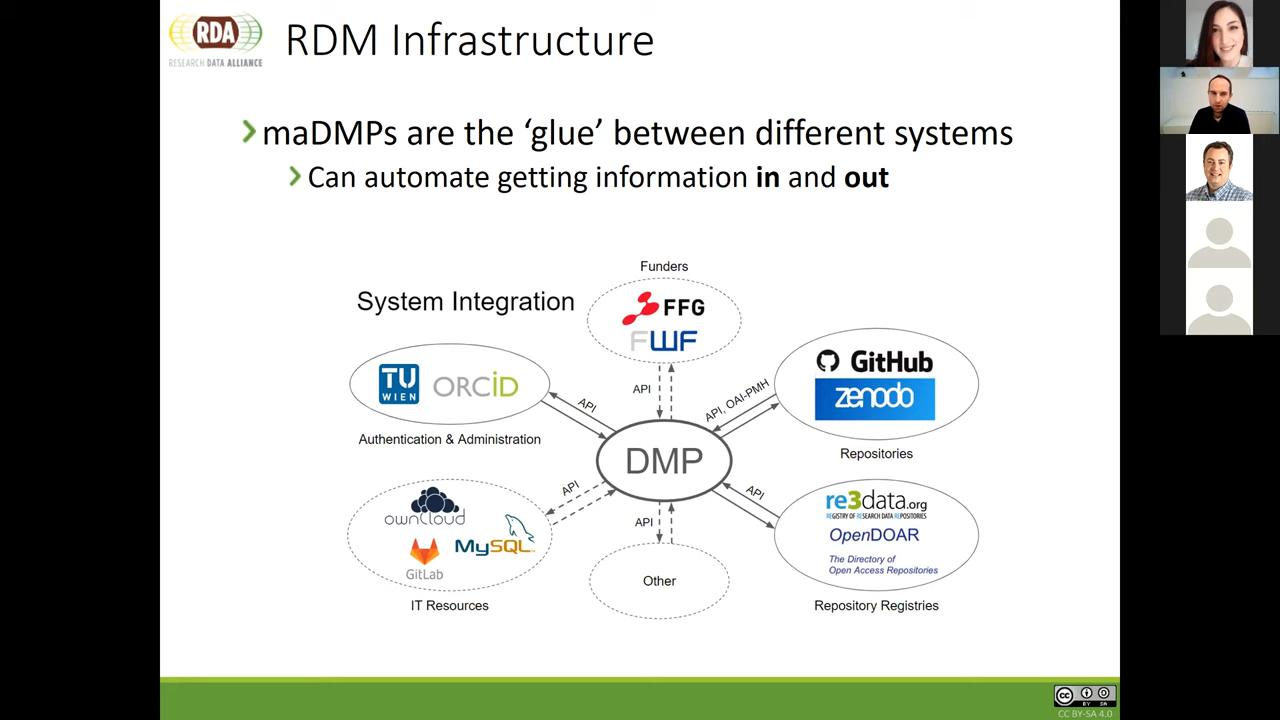 RDA
RESEARCH DATA ALLIANCE
RDM Infrastructure
maDMPs are the ‘glue’ between different systems
Can automate getting information in and out
System Integration
Funders
FFG
FWF
TU
WIEN
ORCID
Authentication & Administration
API
API
API, OAI-PMH
GitHub
zenodo
Repositories
DMP
ownCloud
GitLab
MySQL
IT Resources
API
API
API
Other
re3data.org
REGISTRY OF RESEARCH DATA REPOSITORIES
OpenDOAR
The Directory of
Open Access Repositories
Repository Registries
cc
BY SA
CC BY-SA 4.0